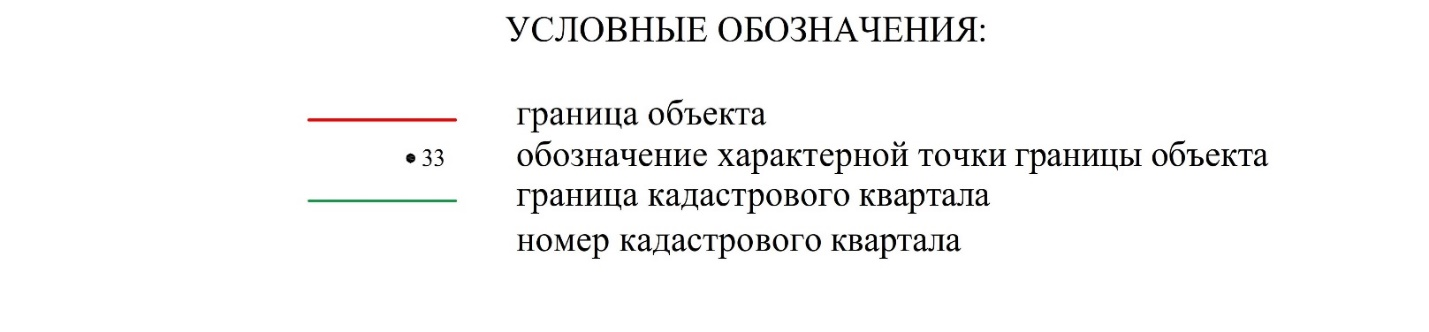 УСЛОВНЫЕ ОБОЗНАЧЕНИЯ:
граница объекта
33 обозначение характерной точки границы объекта
граница кадастрового квартала
номер кадастрового квартала